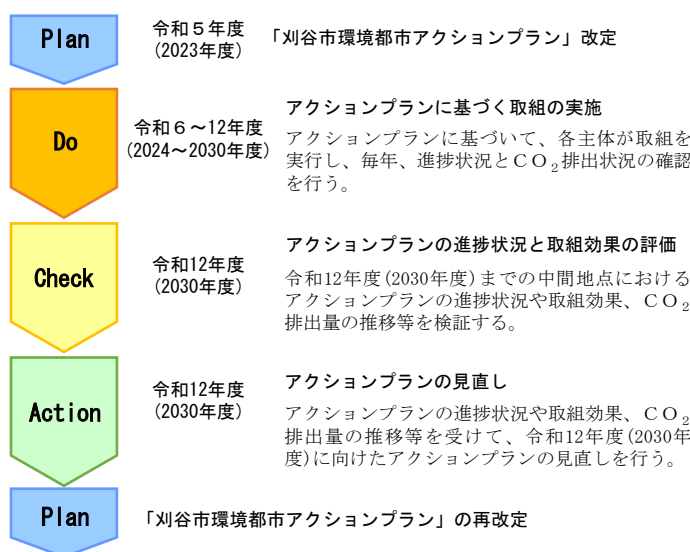 Plan
令和５年度
(2023年度)
「刈谷市環境都市アクションプラン」改定
Do
令和６～12年度
(2024～2030年度)
アクションプランに基づく取組の実施
アクションプランに基づいて、各主体が取組を
実行し、毎年、進捗状況とＣＯ₂排出状況の確認
を行う。
Check
令和12年度
(2030年度)
アクションプランの進捗状況と取組効果の評価
令和12年度(2030年度)までの中間地点における
アクションプランの進捗状況や取組効果、ＣＯ₂
排出量の推移等を検証する。
Action
令和12年度
(2030年度)
アクションプランの見直し
アクションプランの進捗状況や取組効果、ＣＯ₂
排出量の推移等を受けて、令和12年度(2030年
度)に向けたアクションプランの見直しを行う。
Plan
「刈谷市環境都市アクションプラン」の再改定